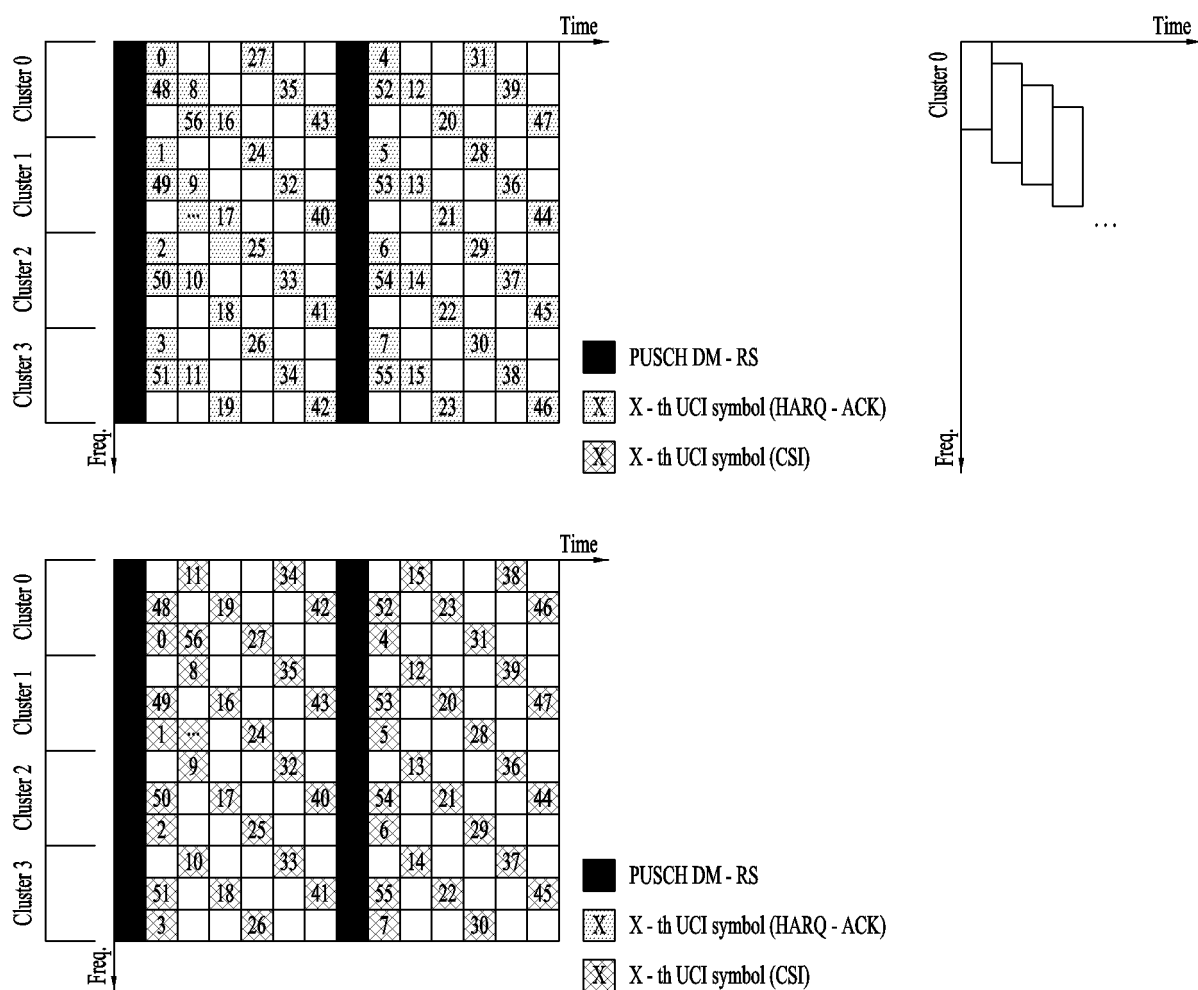 Time
Cluster 0
Cluster 1
Cluster 2
Cluster 3
0 27 4 31
48 8 35 52 12 39
56 16 43 20 47
1 24 5 28
49 9 32 53 13 36
... 17 40 21 44
2 25 6 29
50 10 33 54 14 37
18 41 22 45
3 26 7 30
51 11 34 55 15 38
19 42 23 46
Freq.
PUSCH DM - RS
X X - th UCI symbol (HARQ - ACK)
X X - th UCI symbol (CSI)
Time
Cluster 0
...
Freq.
Time
Cluster 0
Cluster 1
Cluster 2
Cluster 3
11 34 15 38
48 19 42 52 23 46
0 56 27 4 31
8 35 12 39
49 16 43 53 20 47
1 ... 24 5 28
9 32 13 36
50 17 40 54 21 44
2 25 6 29
10 33 14 37
51 18 41 55 22 45
3 26 7 30
Freq.
PUSCH DM - RS
X X - th UCI symbol (HARQ - ACK)
X X - th UCI symbol (CSI)